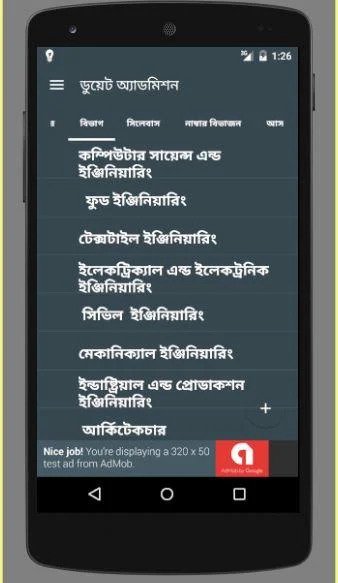 3G 1:26
ডুয়েট অ্যাডমিশন
র বিভাগ সিলেবাস নাম্বার বিভাজন আস
কম্পিউটার সায়েন্স এন্ড
ইঞ্জিনিয়ারিং
ফুড ইঞ্জিনিয়ারিং
টেক্সটাইল ইঞ্জিনিয়ারিং
ইলেকট্রিক্যাল এন্ড ইলেকট্রনিক
ইঞ্জিনিয়ারিং
সিভিল ইঞ্জিনিয়ারিং
মেকানিক্যাল ইঞ্জিনিয়ারিং
ইন্ডাষ্ট্রিয়াল এন্ড প্রোডাকশন
ইঞ্জিনিয়ারিং
+
আর্কিটেকচার
Nice job! You're displaying a 320 x 50
test ad from AdMob.
AdMob by Google